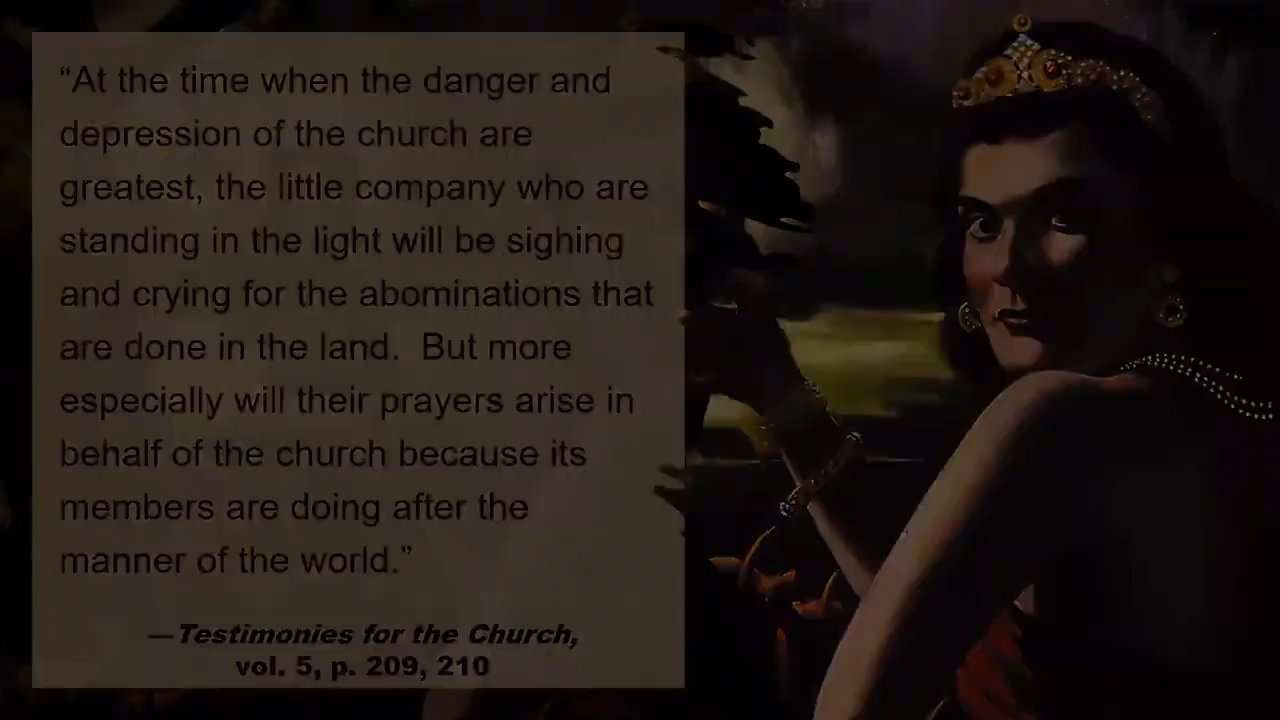 “At the time when the danger and
depression of the church are
greatest, the little company who are
standing in the light will be sighing
and crying for the abominations that
are done in the land.  But more
especially will their prayers arise in
behalf of the church because its
members are doing after the
manner of the world.”
—Testimonies for the Church,
vol. 5, p. 209, 210